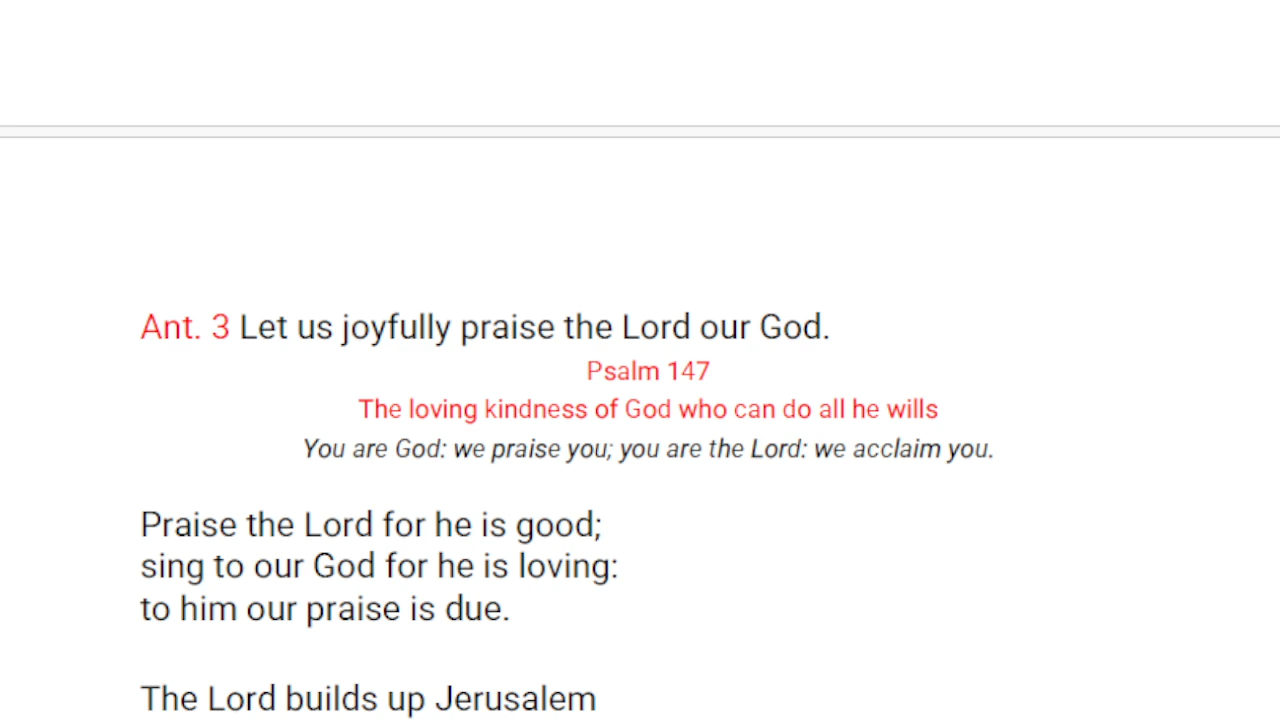 Ant. 3 Let us joyfully praise the Lord our God.
Psalm 147
The loving kindness of God who can do all he wills
You are God: we praise you; you are the Lord: we acclaim you.
Praise the Lord for he is good;
sing to our God for he is loving:
to him our praise is due.
The Lord builds up Jerusalem